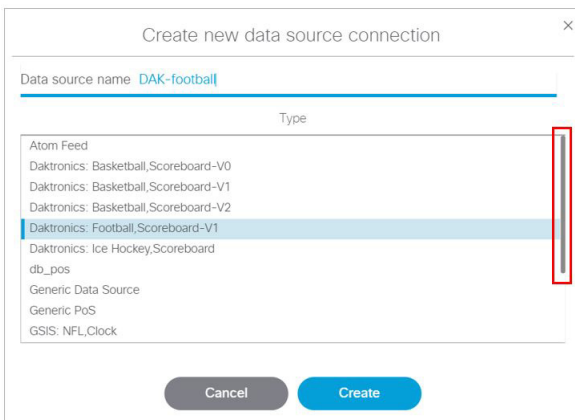 Create new data source connection
Data source name DAK-football
Type
Atom Feed
Daktronics: Basketball,Scoreboard-V0
Daktronics: Basketball,Scoreboard-V1
Daktronics: Basketball,Scoreboard-V2
Daktronics: Football,Scoreboard-V1
Daktronics: Ice Hockey,Scoreboard
db_pos
Generic Data Source
Generic PoS
GSIS: NFL,Clock
Cancel Create